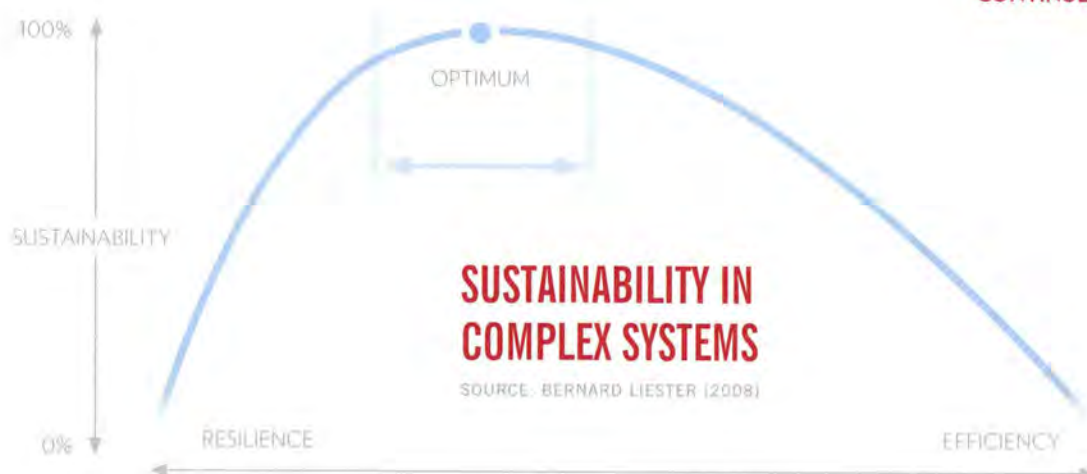 100%
OPTIMUM
SUSTAINABILITY
SUSTAINABILITY IN
COMPLEX SYSTEMS
SOURCE: BERNARD LIESTER (2008)
RESILIENCE
EFFICIENCY
0%